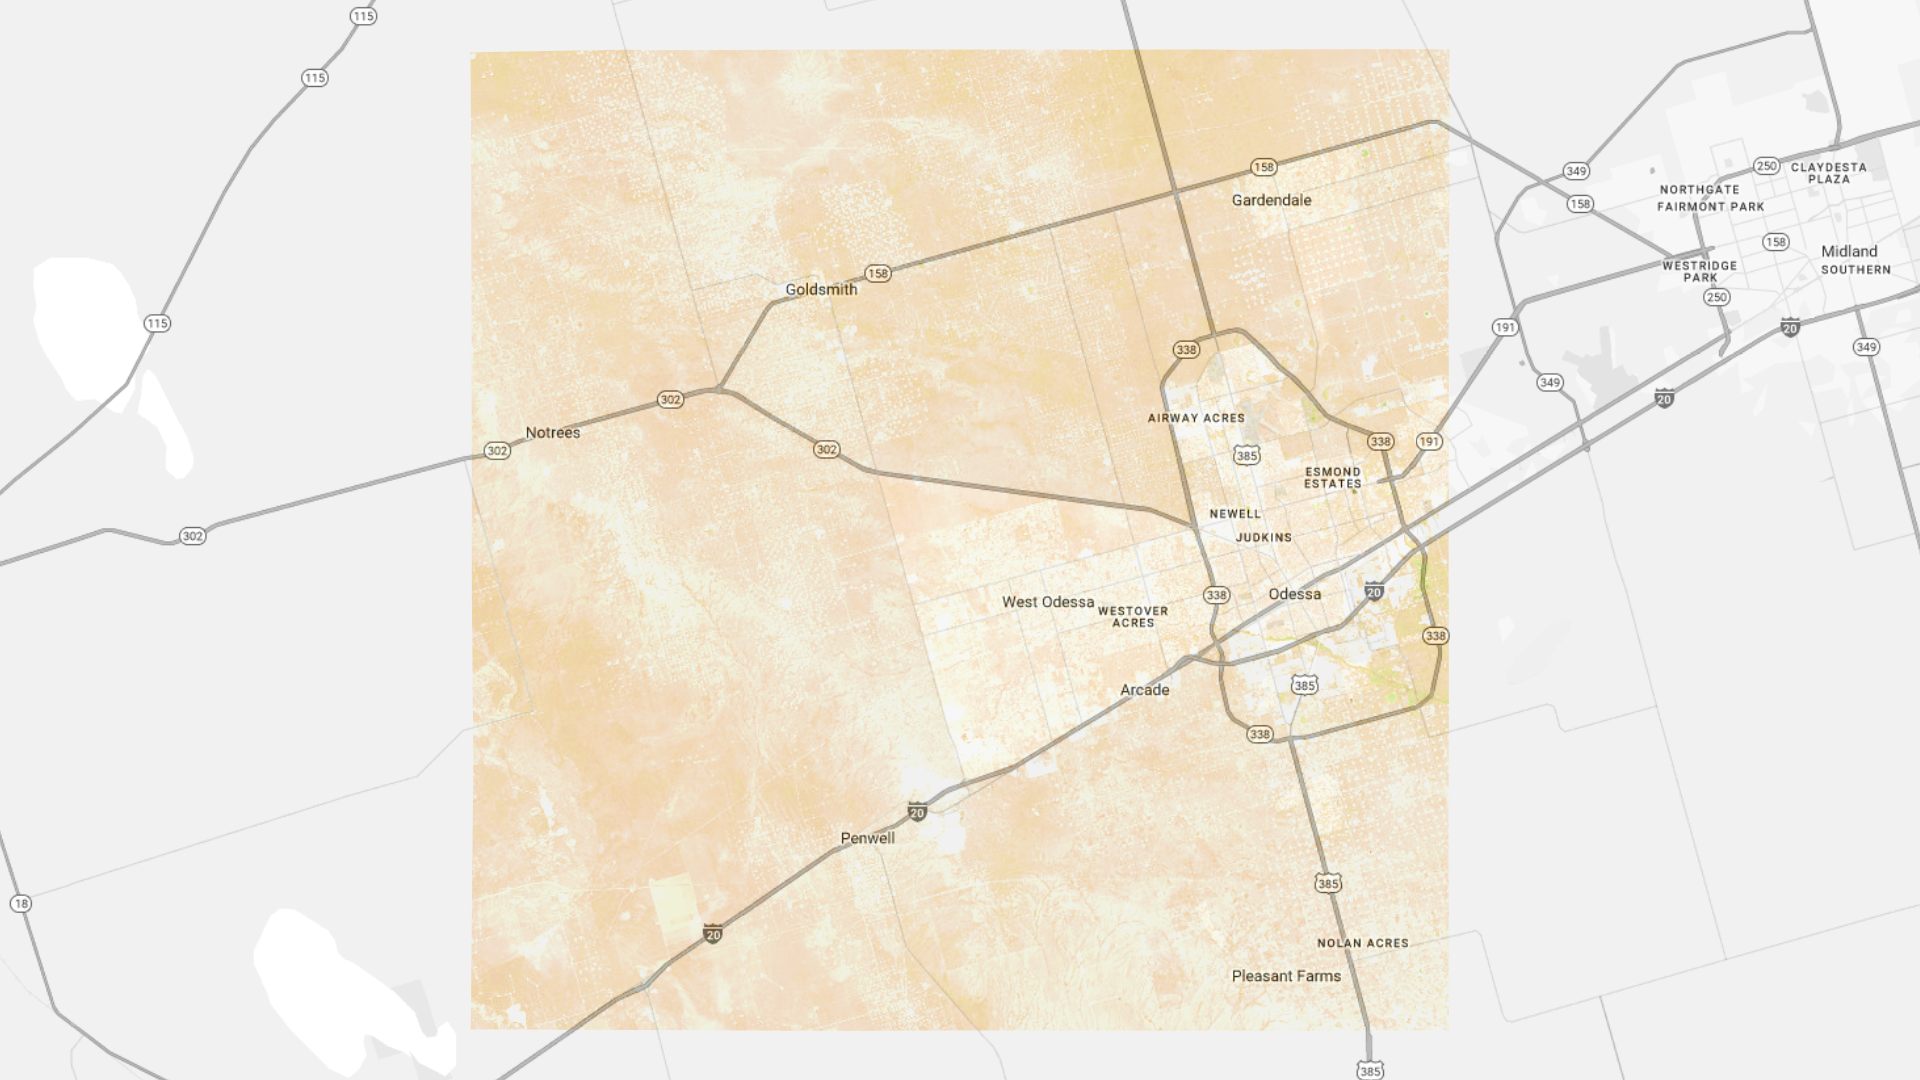 115
115
158
349
250
CLAYDESTA
PLAZA
NORTHGATE
FAIRMONT PARK
Gardendale
158
158
Midland
SOUTHERN
WESTRIDGE
PARK
158
Goldsmith
250
115
191
20
338
349
349
302
20
AIRWAY ACRES
Notrees
302
302
385
338
191
ESMOND
ESTATES
NEWELL
302
JUDKINS
338
Odessa
20
West Odessa
WESTOVER
ACRES
338
Arcade
385
338
20
Penwell
385
18
20
NOLAN ACRES
Pleasant Farms
385